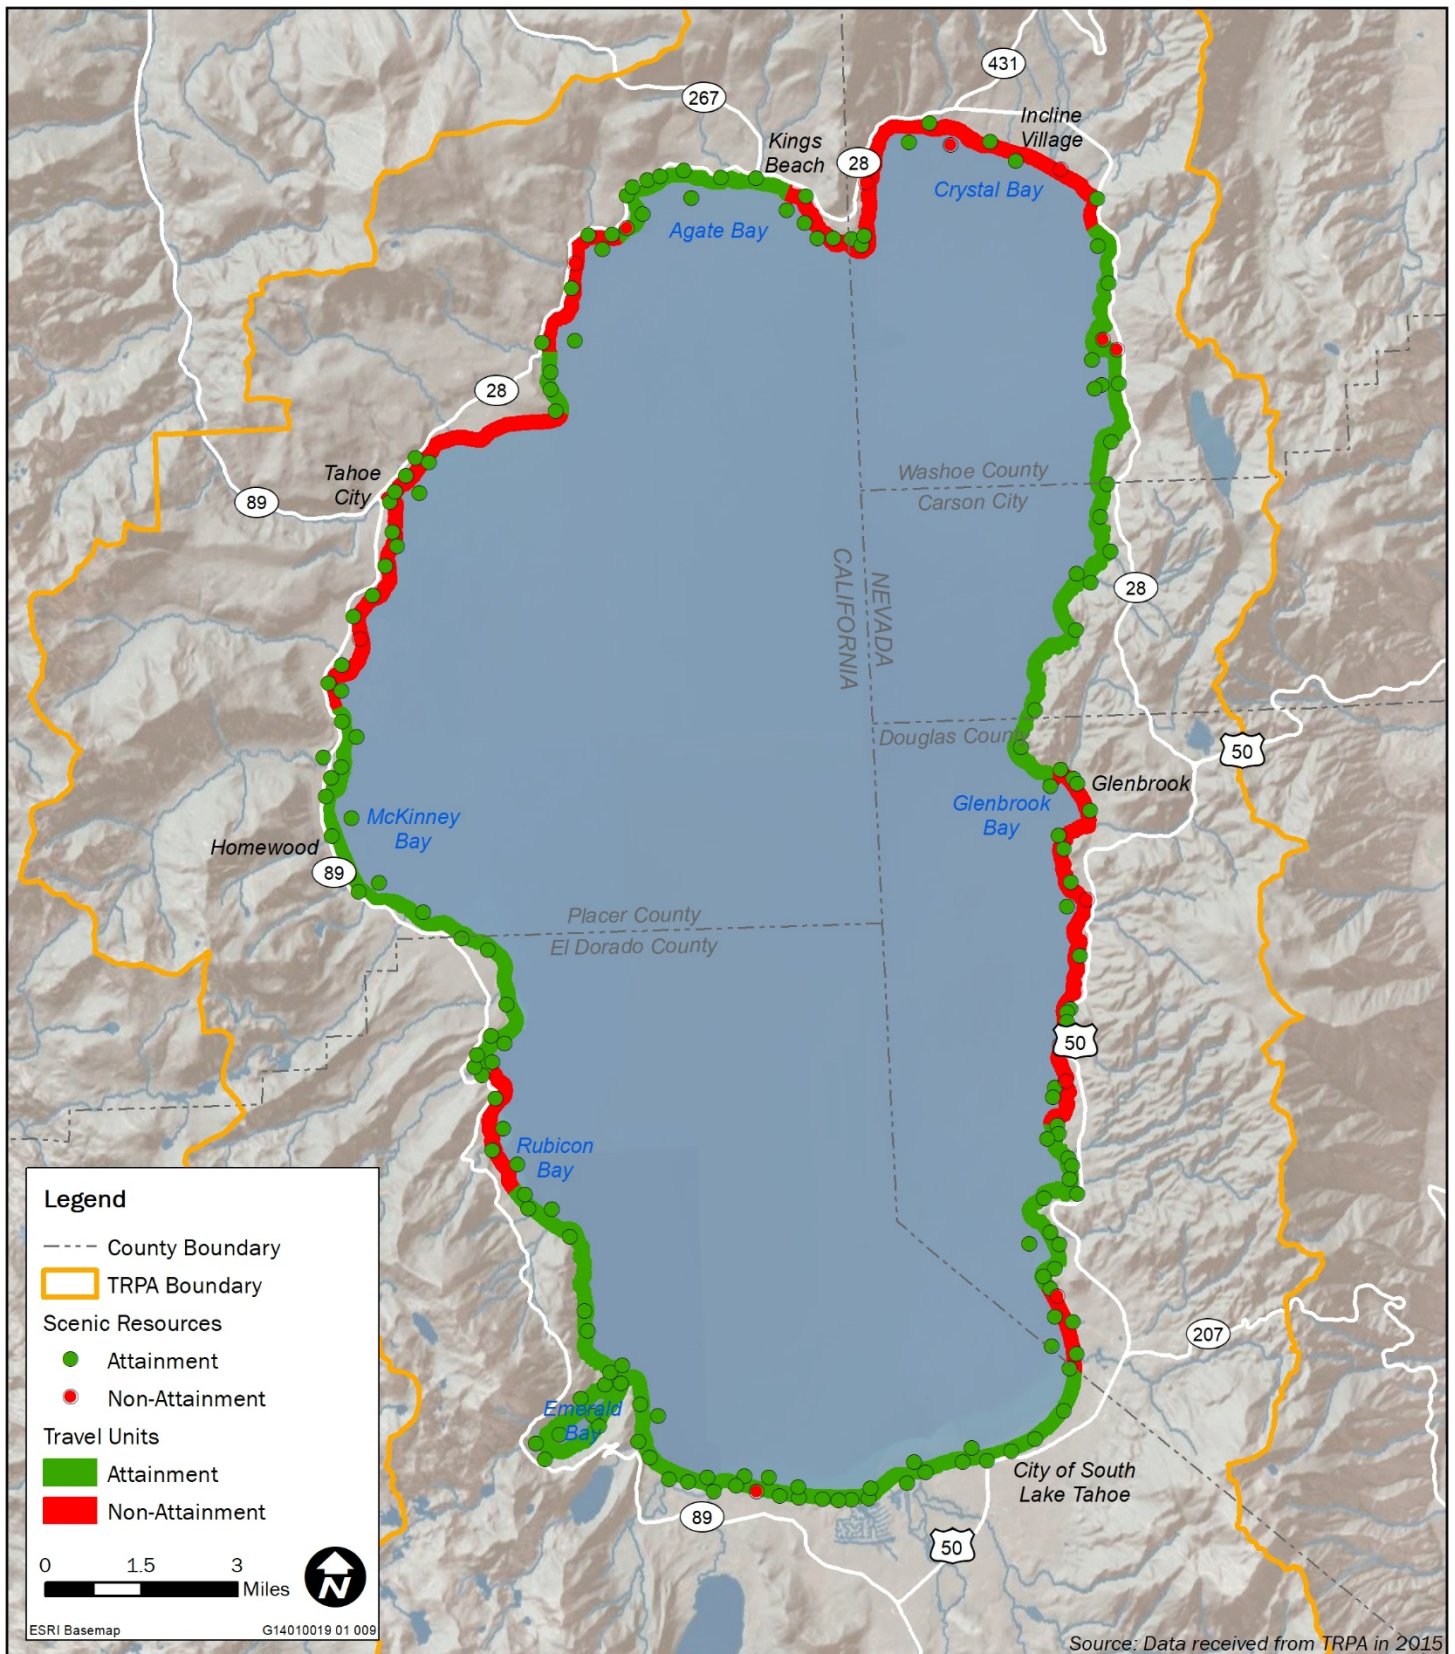 431
267
Incline
Village
Kings
Beach
28
Crystal Bay
Agate Bay
28
Tahoe
City
89
Washoe County
Carson City
CALIFORNIA
NEVADA
28
Douglas County
50
Glenbrook
Glenbrook
Bay
McKinney
Bay
Homewood
89
Placer County
El Dorado County
50
Rubicon
Bay
207
Emerald
Bay
City of South
Lake Tahoe
89
50
Legend
County Boundary
TRPA Boundary
Scenic Resources
Attainment
Non-Attainment
Travel Units
Attainment
Non-Attainment
0 1.5 3
Miles
N
ESRI Basemap G14010019 01 009
Source: Data received from TRPA in 2015